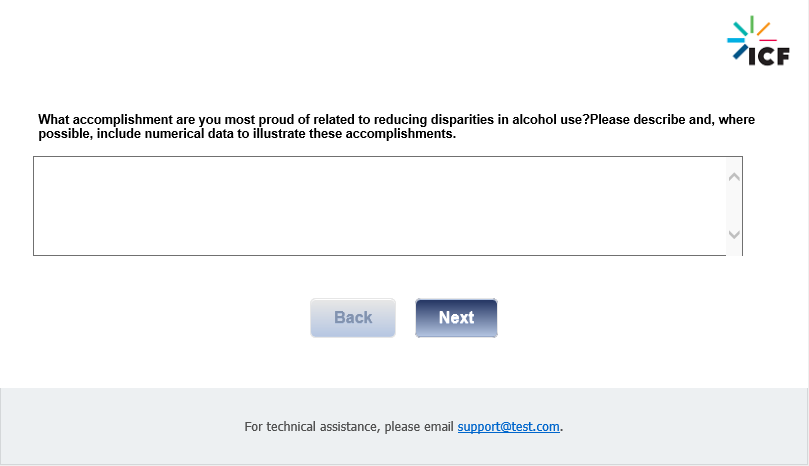 ICF
What accomplishment are you most proud of related to reducing disparities in alcohol use?Please describe and, where
possible, include numerical data to illustrate these accomplishments.
Back
Next
For technical assistance, please email support@test.com.